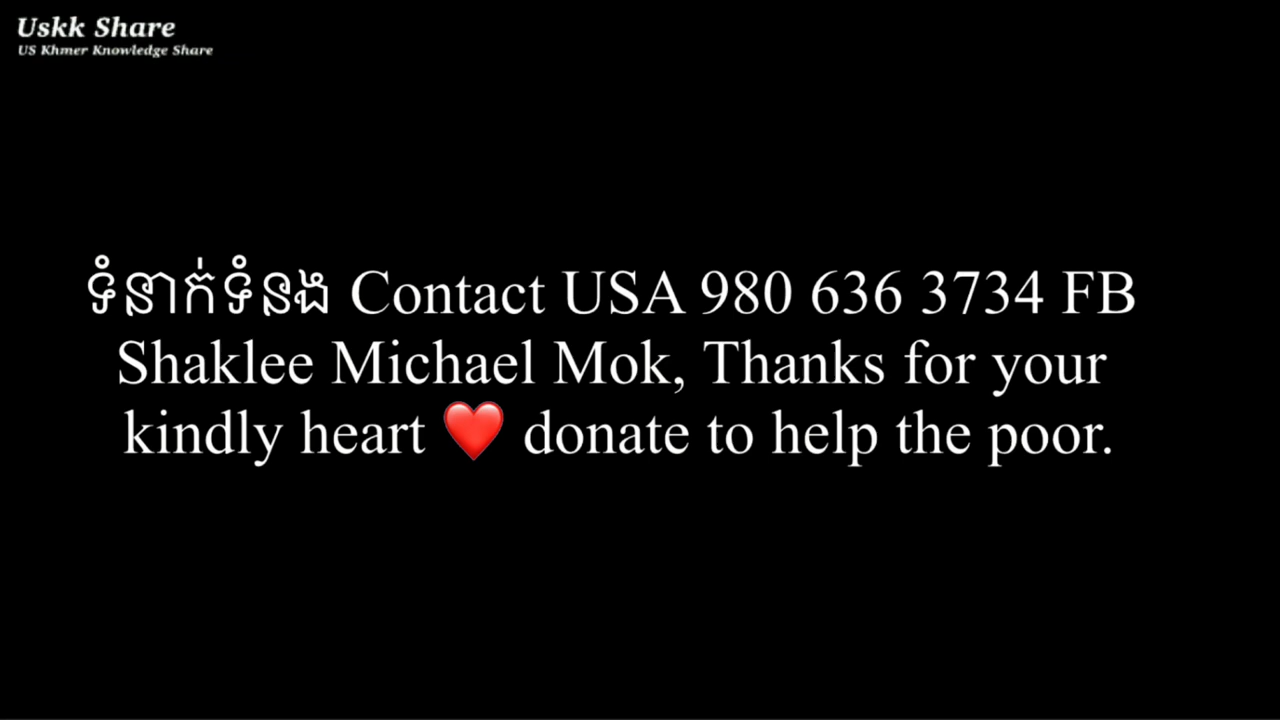 Uskk Share
US Khmer Knowledge Share
ទំនាក់ទំនង Contact USA 980 636 3734 FB
Shaklee Michael Mok, Thanks for your
kindly heart ❤️ donate to help the poor.